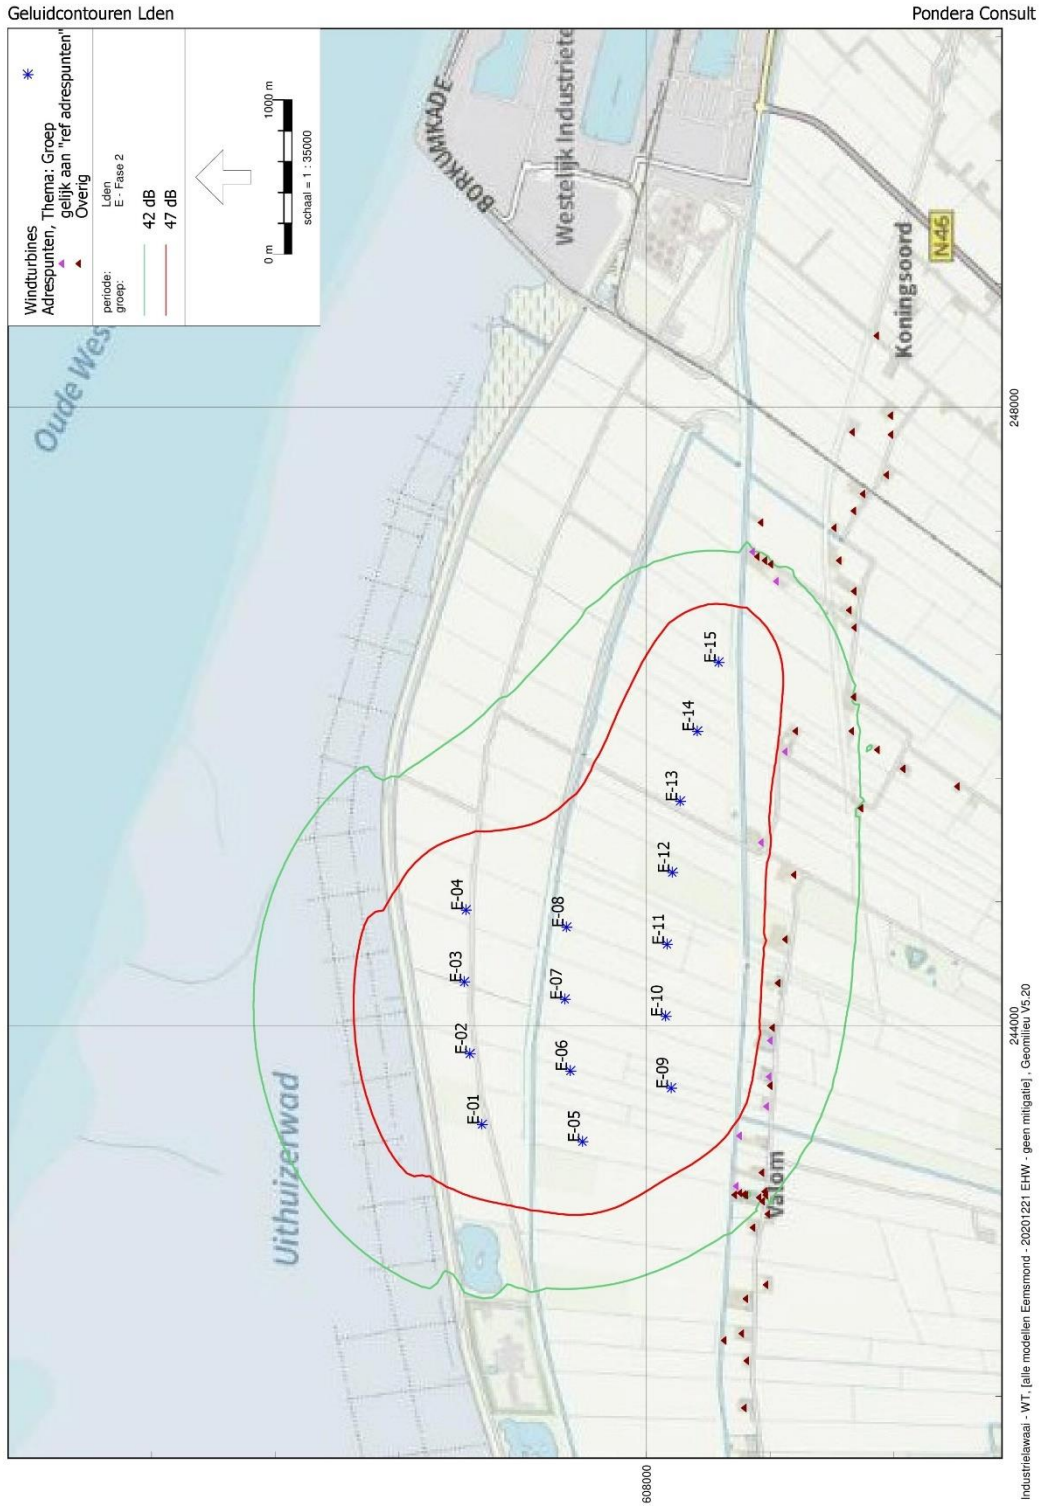 Geluidcontouren Lden
Pondera Consult
Windturbines
Adrespunten, Thema: Groep
gelijk aan "ref adrespunten"
Overig
periode: Lden
groep: E - Fase 2
42 dB
47 dB
0 m 1000 m
schaal = 1 : 35000
Oude Wes
BORKUMKADE
Westelijk Industriete
Uithuizerwad
Koningsoord
N46
Valom
E-01
E-02
E-03
E-04
E-05
E-06
E-07
E-08
E-09
E-10
E-11
E-12
E-13
E-14
E-15
244000
248000
608000
Industrielawaai - WT, [alle modellen Eemsmond - 20201221 EHW - geen mitigatie] , Geomilieu V5.20